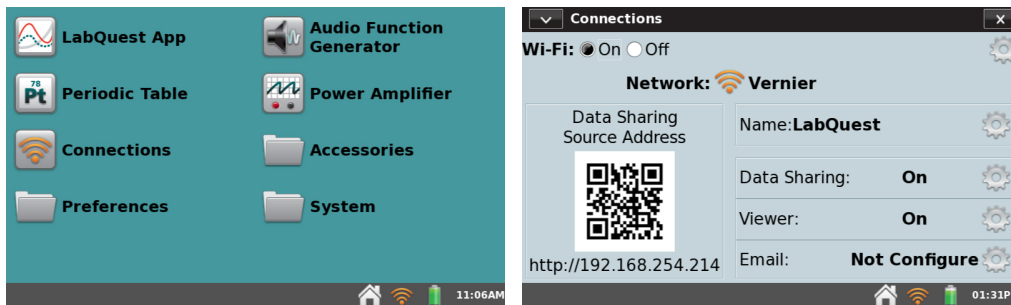 LabQuest App
Audio Function
Generator
78
Pt
Periodic Table
Power Amplifier
Connections
Accessories
Preferences
System
11:06AM
Connections
x
Wi-Fi: On Off
Network: Vernier
Data Sharing
Source Address
http://192.168.254.214
Name:LabQuest
Data Sharing: On
Viewer: On
Email: Not Configure
01:31P